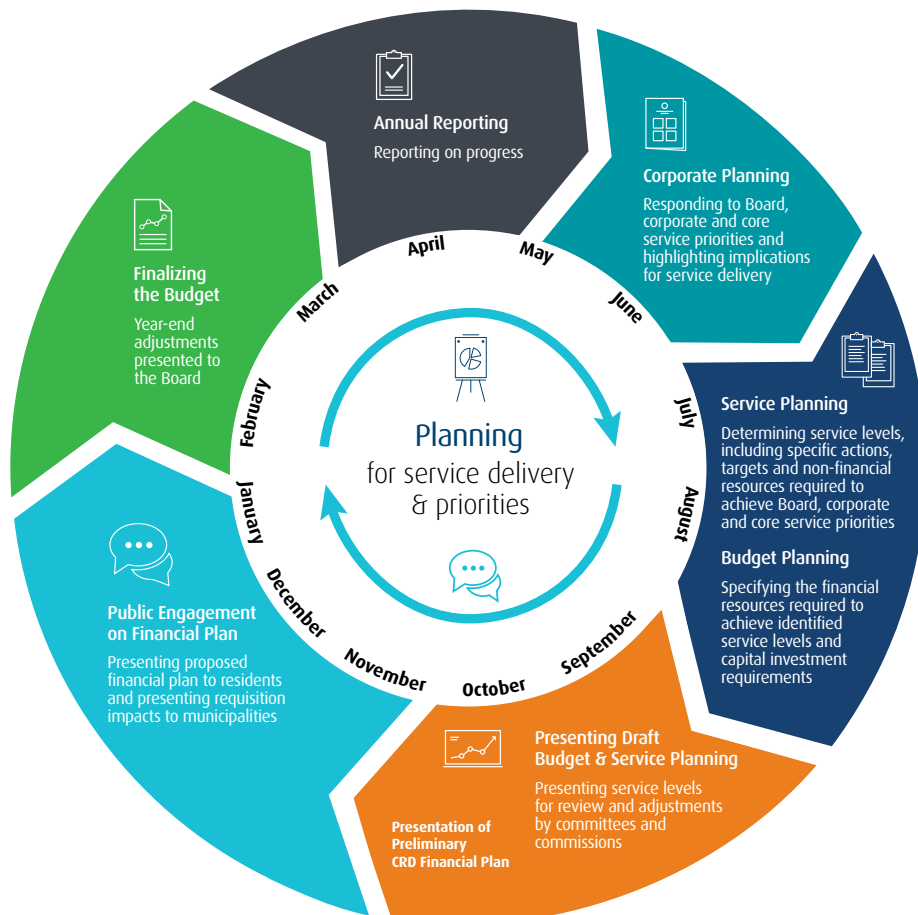 Annual Reporting
Reporting on progress
Corporate Planning
Responding to Board,
corporate and core
service priorities and
highlighting implications
for service delivery
Service Planning
Determining service levels,
including specific actions,
targets and non-financial
resources required to
achieve Board, corporate
and core service priorities
Budget Planning
Specifying the financial
resources required to
achieve identified
service levels and
capital investment
requirements
Presenting Draft
Budget & Service Planning
Presenting service levels
for review and adjustments
by committees and
commissions
Presentation of
Preliminary
CRD Financial Plan
Public Engagement
on Financial Plan
Presenting proposed
financial plan to residents
and presenting requisition
impacts to municipalities
Finalizing
the Budget
Year-end
adjustments
presented to
the Board
January
February
March
April
May
June
July
August
September
October
November
December
Planning
for service delivery
& priorities